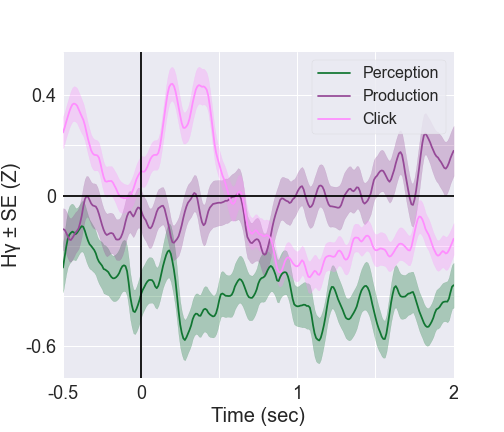 Perception
Production
Click
0.4
0
-0.6
Hγ ± SE (Z)
-0.5
0
1
2
Time (sec)